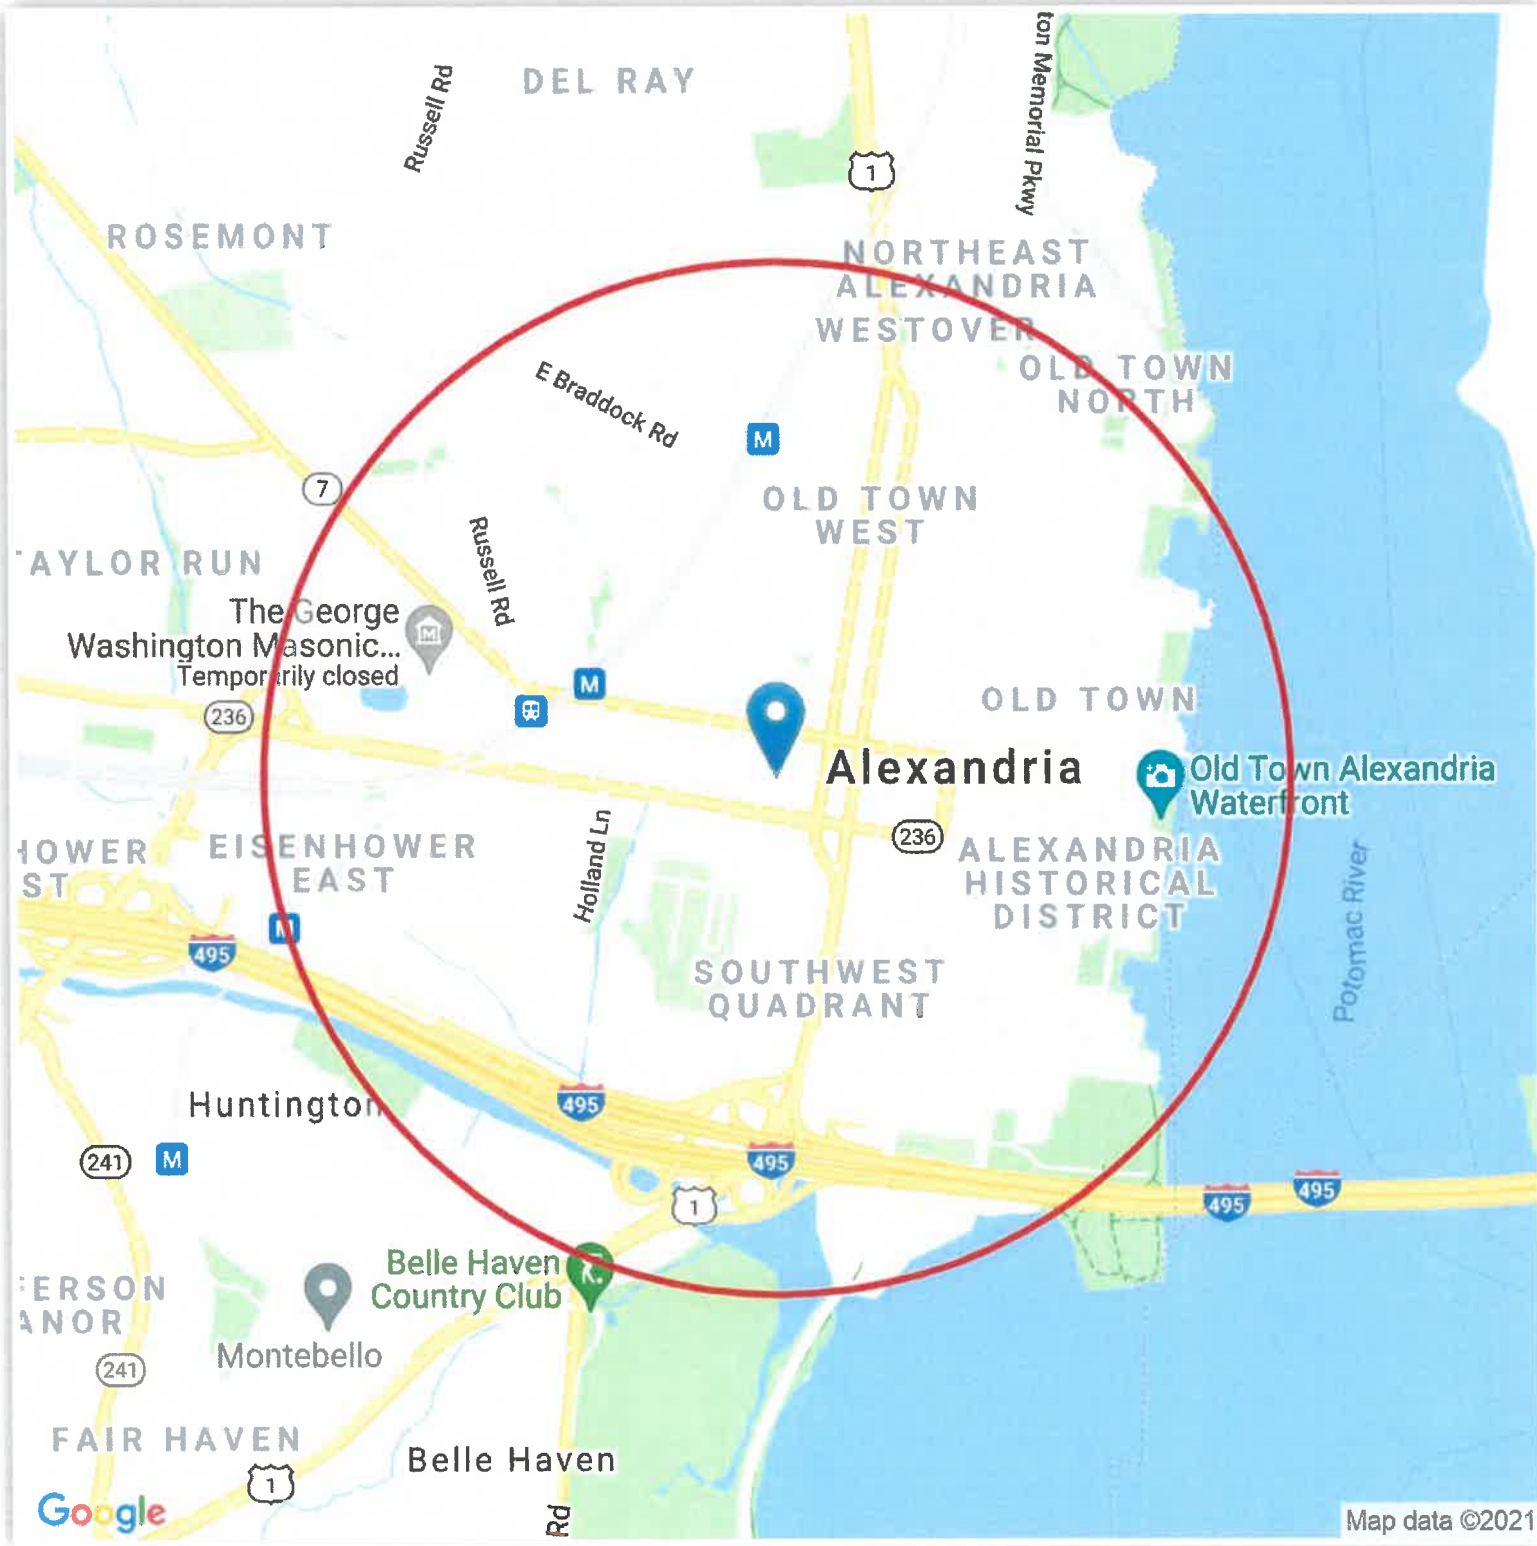 ton Memorial Pkwy
Russell Rd
DEL RAY
1
ROSEMONT
NORTHEAST
ALEXANDRIA
WESTOVER
OLD TOWN
NORTH
E Braddock Rd
M
7
OLD TOWN
WEST
Russell Rd
TAYLOR RUN
The George
Washington Masonic...
Temporarily closed
M
M
236
OLD TOWN
Alexandria
Old Town Alexandria
Waterfront
236
HOWER
ST
EISENHOWER
EAST
Holland Ln
ALEXANDRIA
HISTORICAL
DISTRICT
Potomac River
M
495
SOUTHWEST
QUADRANT
Huntington
495
241
M
495
495
495
1
Belle Haven
Country Club
FERSON
ANOR
Montebello
241
FAIR HAVEN
Belle Haven
1
Rd
Google
Map data ©2021